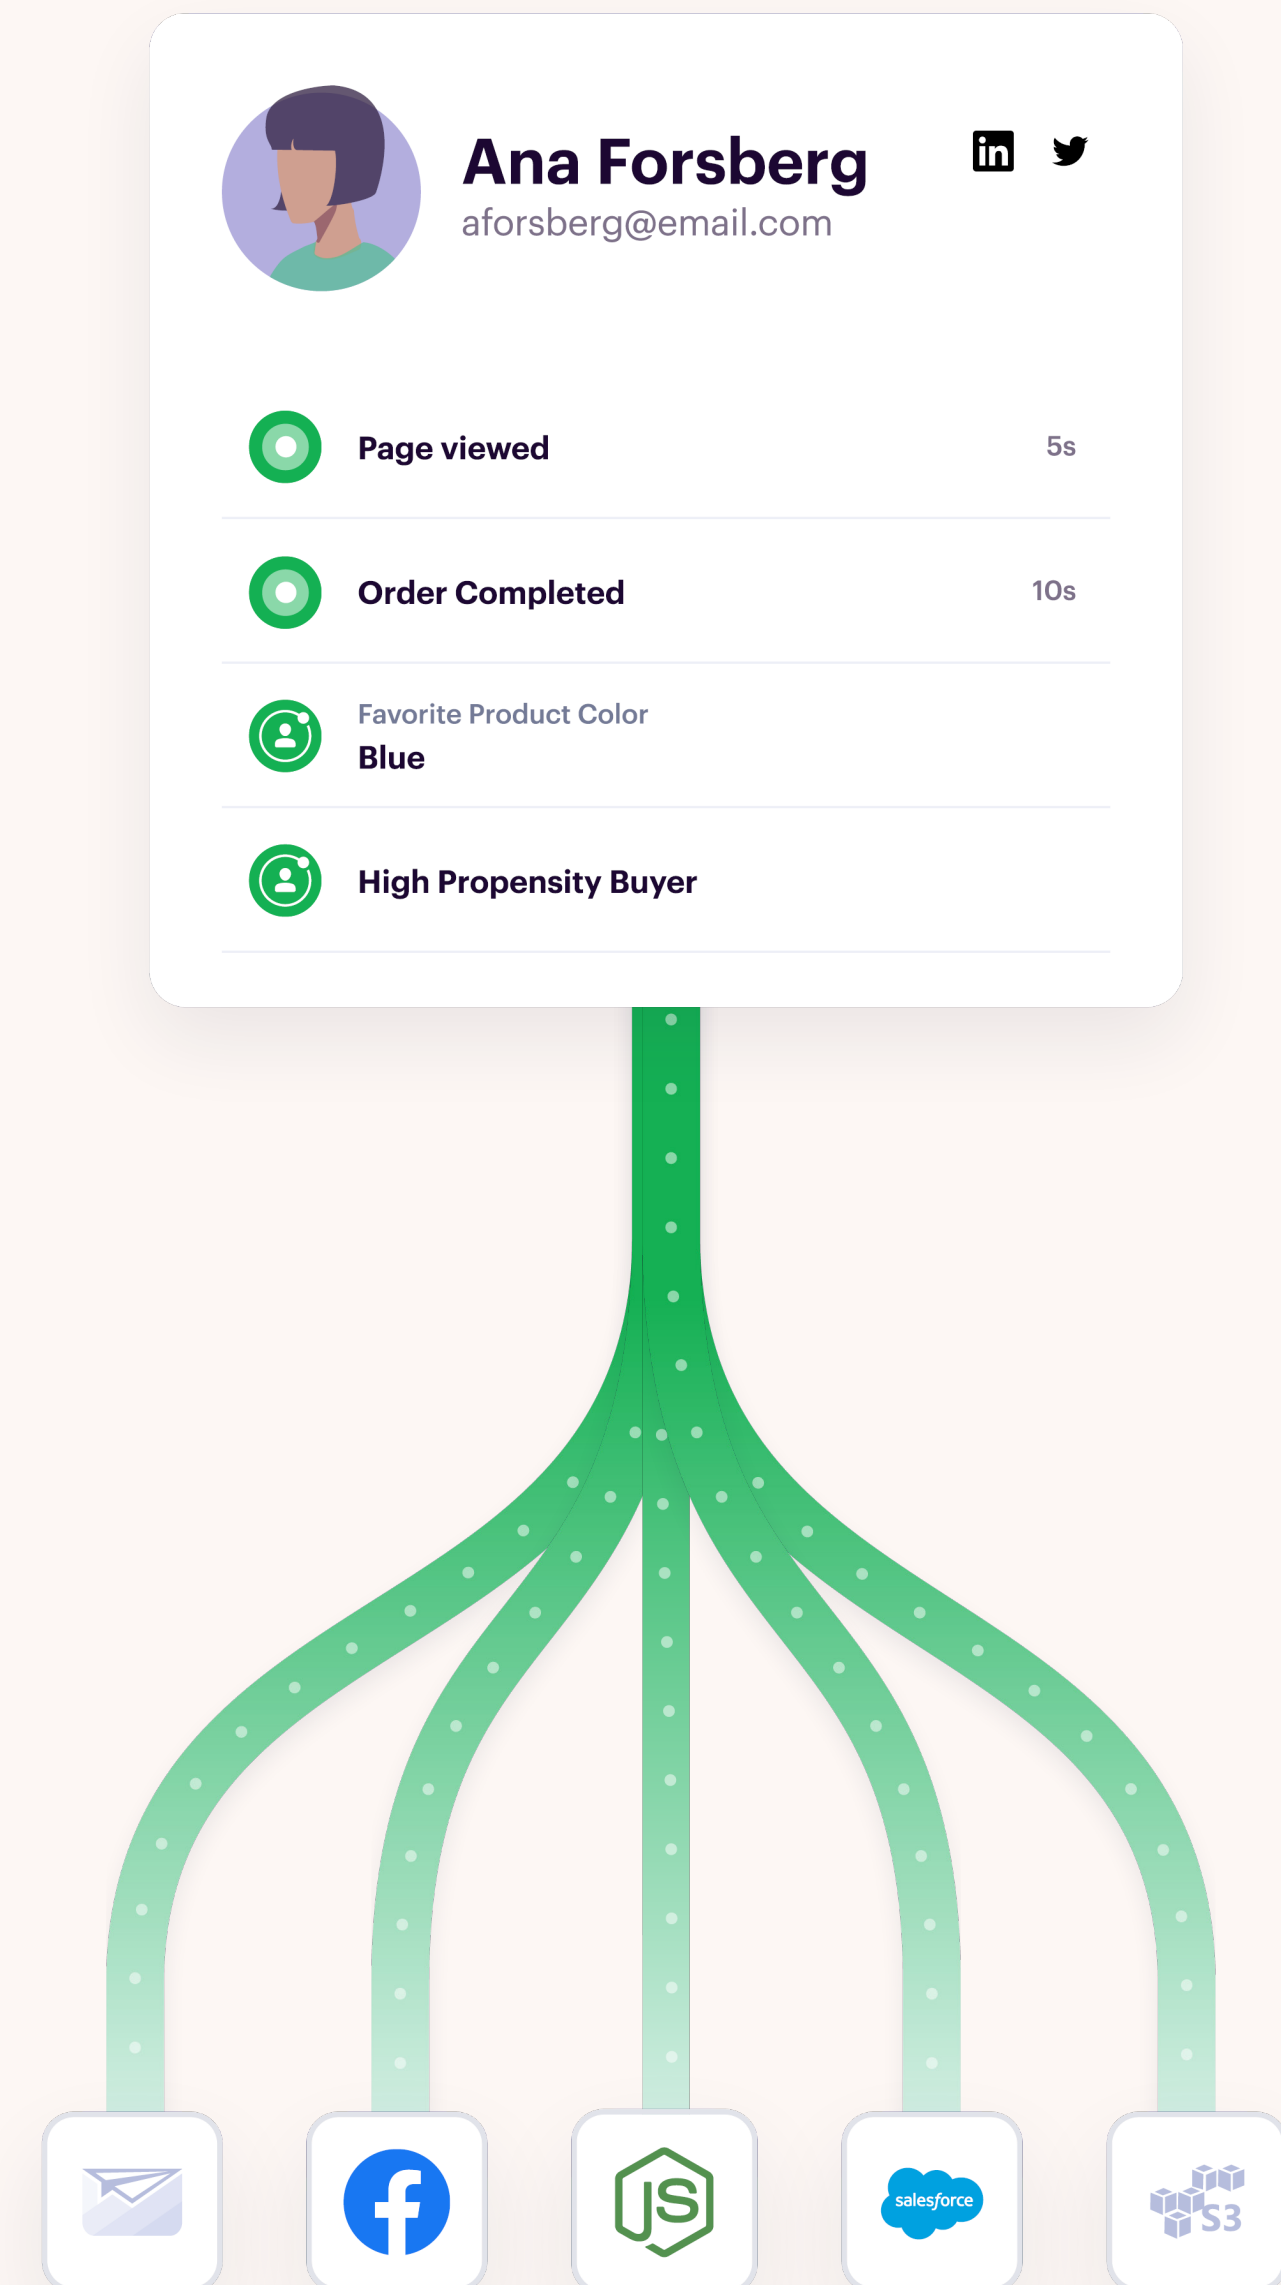 Ana Forsberg
in
aforsberg@email.com
Page viewed 5s
Order Completed 10s
Favorite Product Color
Blue
High Propensity Buyer
f
JS
salesforce
S3